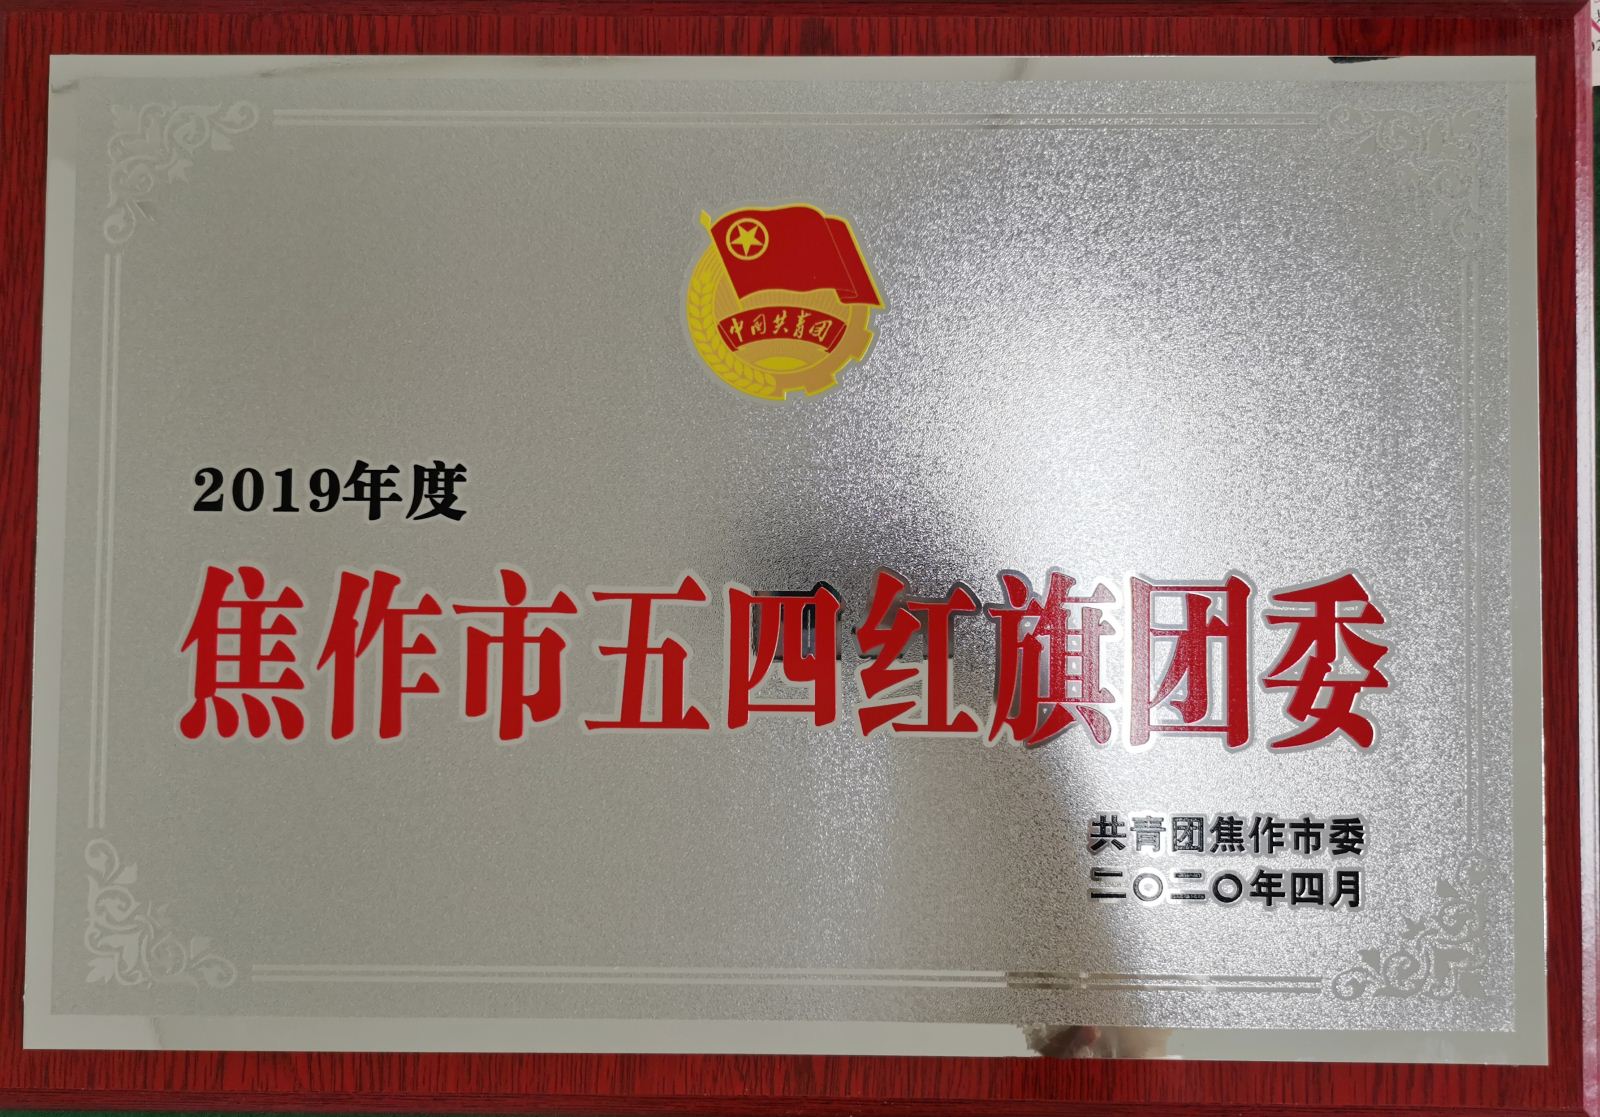 中国共青团
2019年度
焦作市五四红旗团委
共青团焦作市委
二〇二〇年四月